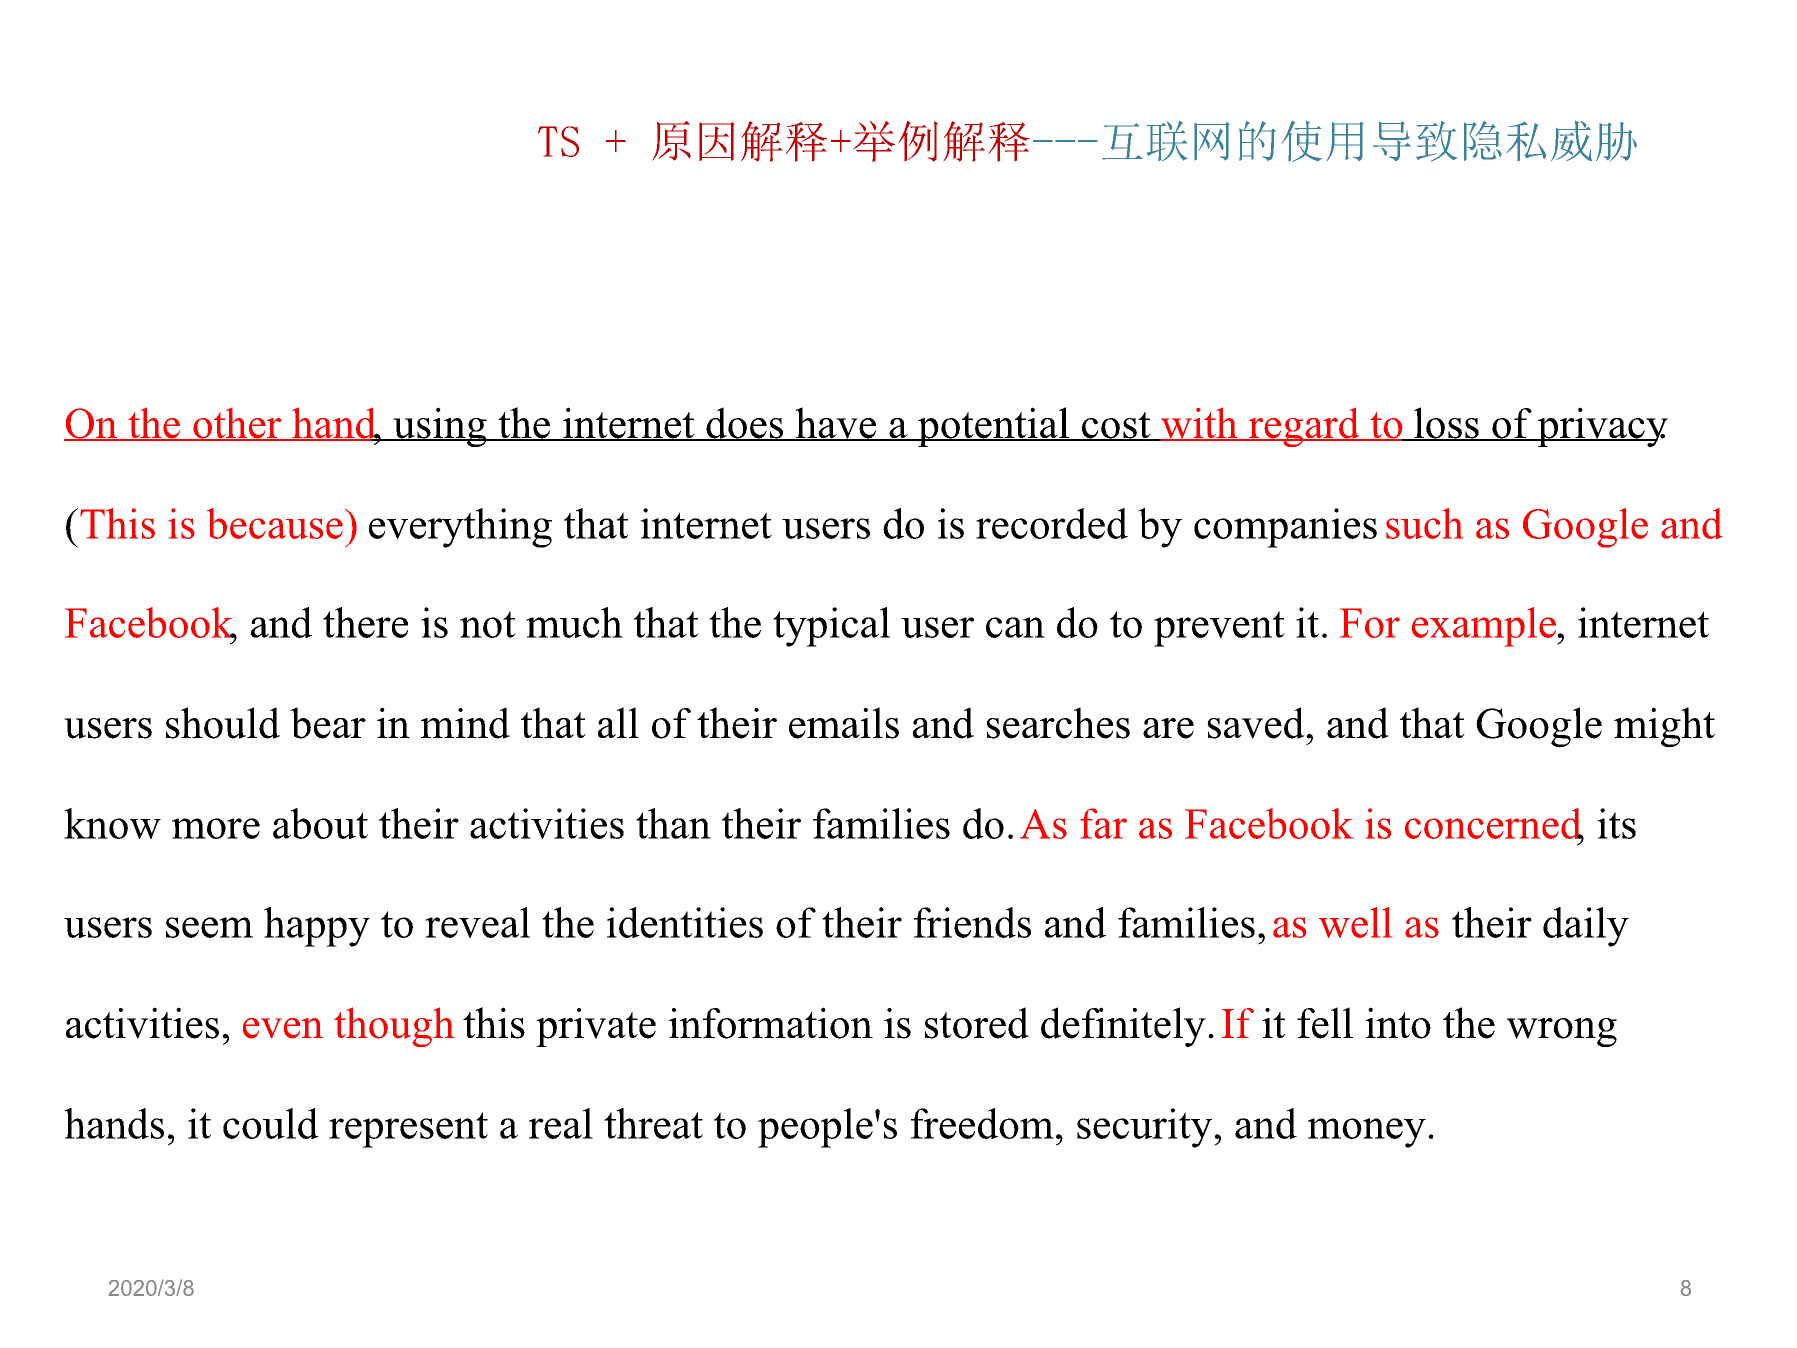 TS + 原因解释+举例解释---互联网的使用导致隐私威胁
On the other hand, using the internet does have a potential cost with regard to loss of privacy.
(This is because) everything that internet users do is recorded by companies such as Google and
Facebook, and there is not much that the typical user can do to prevent it. For example, internet
users should bear in mind that all of their emails and searches are saved, and that Google might
know more about their activities than their families do. As far as Facebook is concerned, its
users seem happy to reveal the identities of their friends and families, as well as their daily
activities, even though this private information is stored definitely. If it fell into the wrong
hands, it could represent a real threat to people's freedom, security, and money.
2020/3/8
8